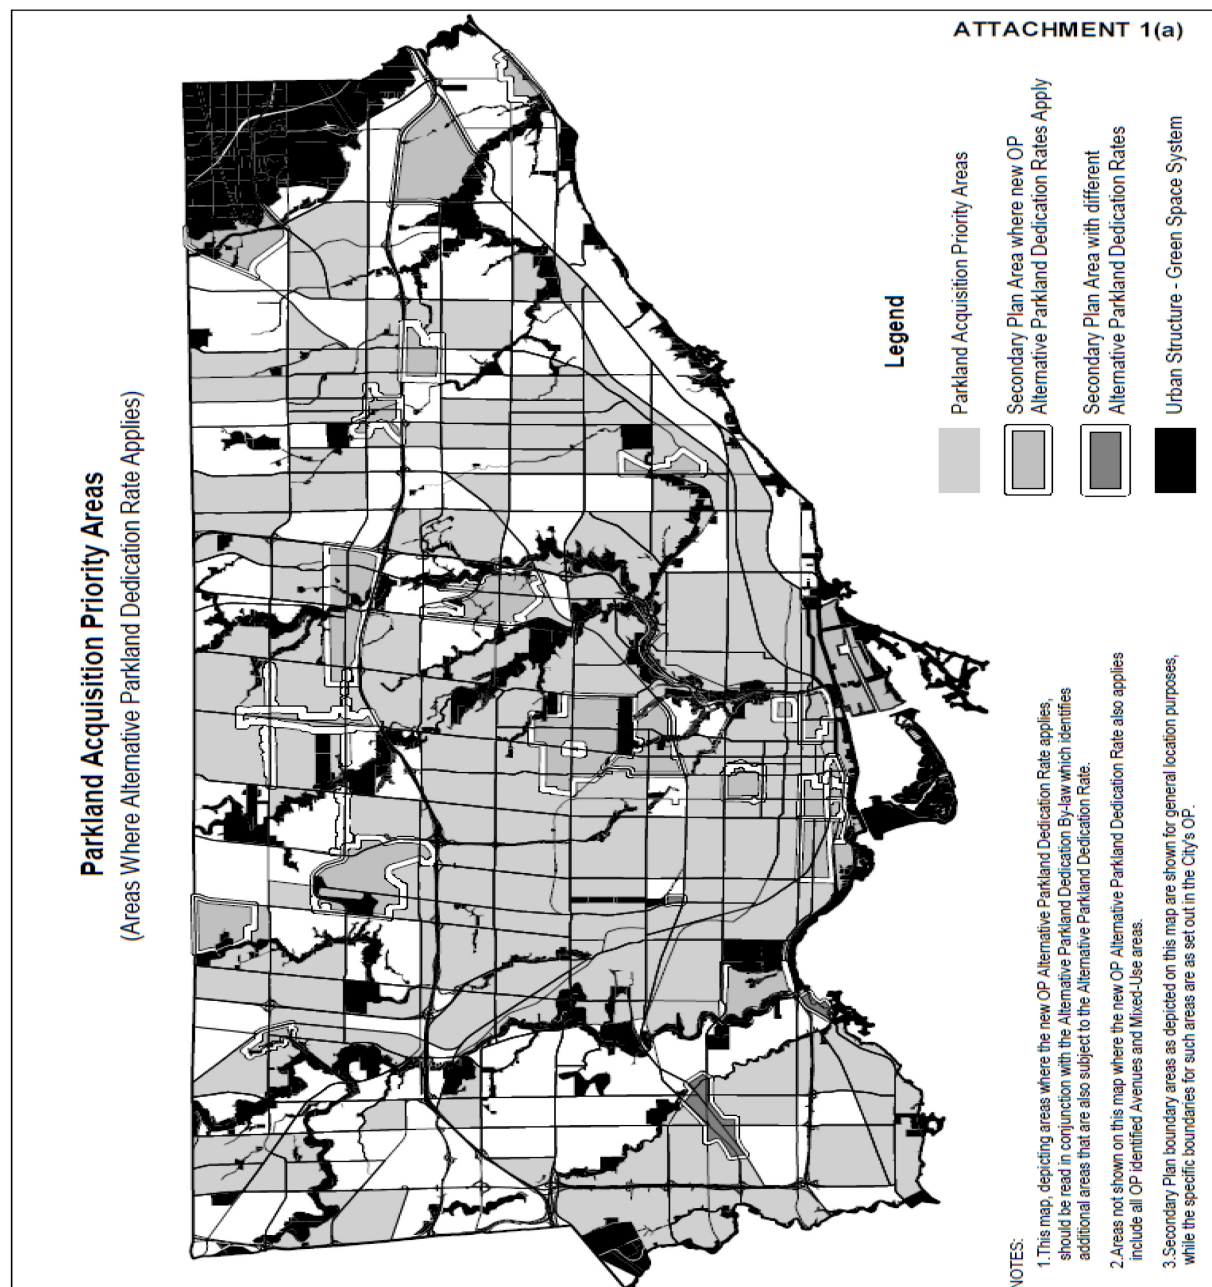 ATTACHMENT 1(a)
Parkland Acquisition Priority Areas
(Areas Where Alternative Parkland Dedication Rate Applies)
Legend
Parkland Acquisition Priority Areas
Secondary Plan Area where new OP
Alternative Parkland Dedication Rates Apply
Secondary Plan Area with different
Alternative Parkland Dedication Rates
Urban Structure - Green Space System
NOTES:
1.This map, depicting areas where the new OP Alternative Parkland Dedication Rate applies,
should be read in conjunction with the Alternative Parkland Dedication By-law which identifies
additional areas that are also subject to the Alternative Parkland Dedication Rate.
2.Areas not shown on this map where the new OP Alternative Parkland Dedication Rate also applies
include all OP identified Avenues and Mixed-Use areas.
3.Secondary Plan boundary areas as depicted on this map are shown for general location purposes,
while the specific boundaries for such areas are as set out in the City's OP.